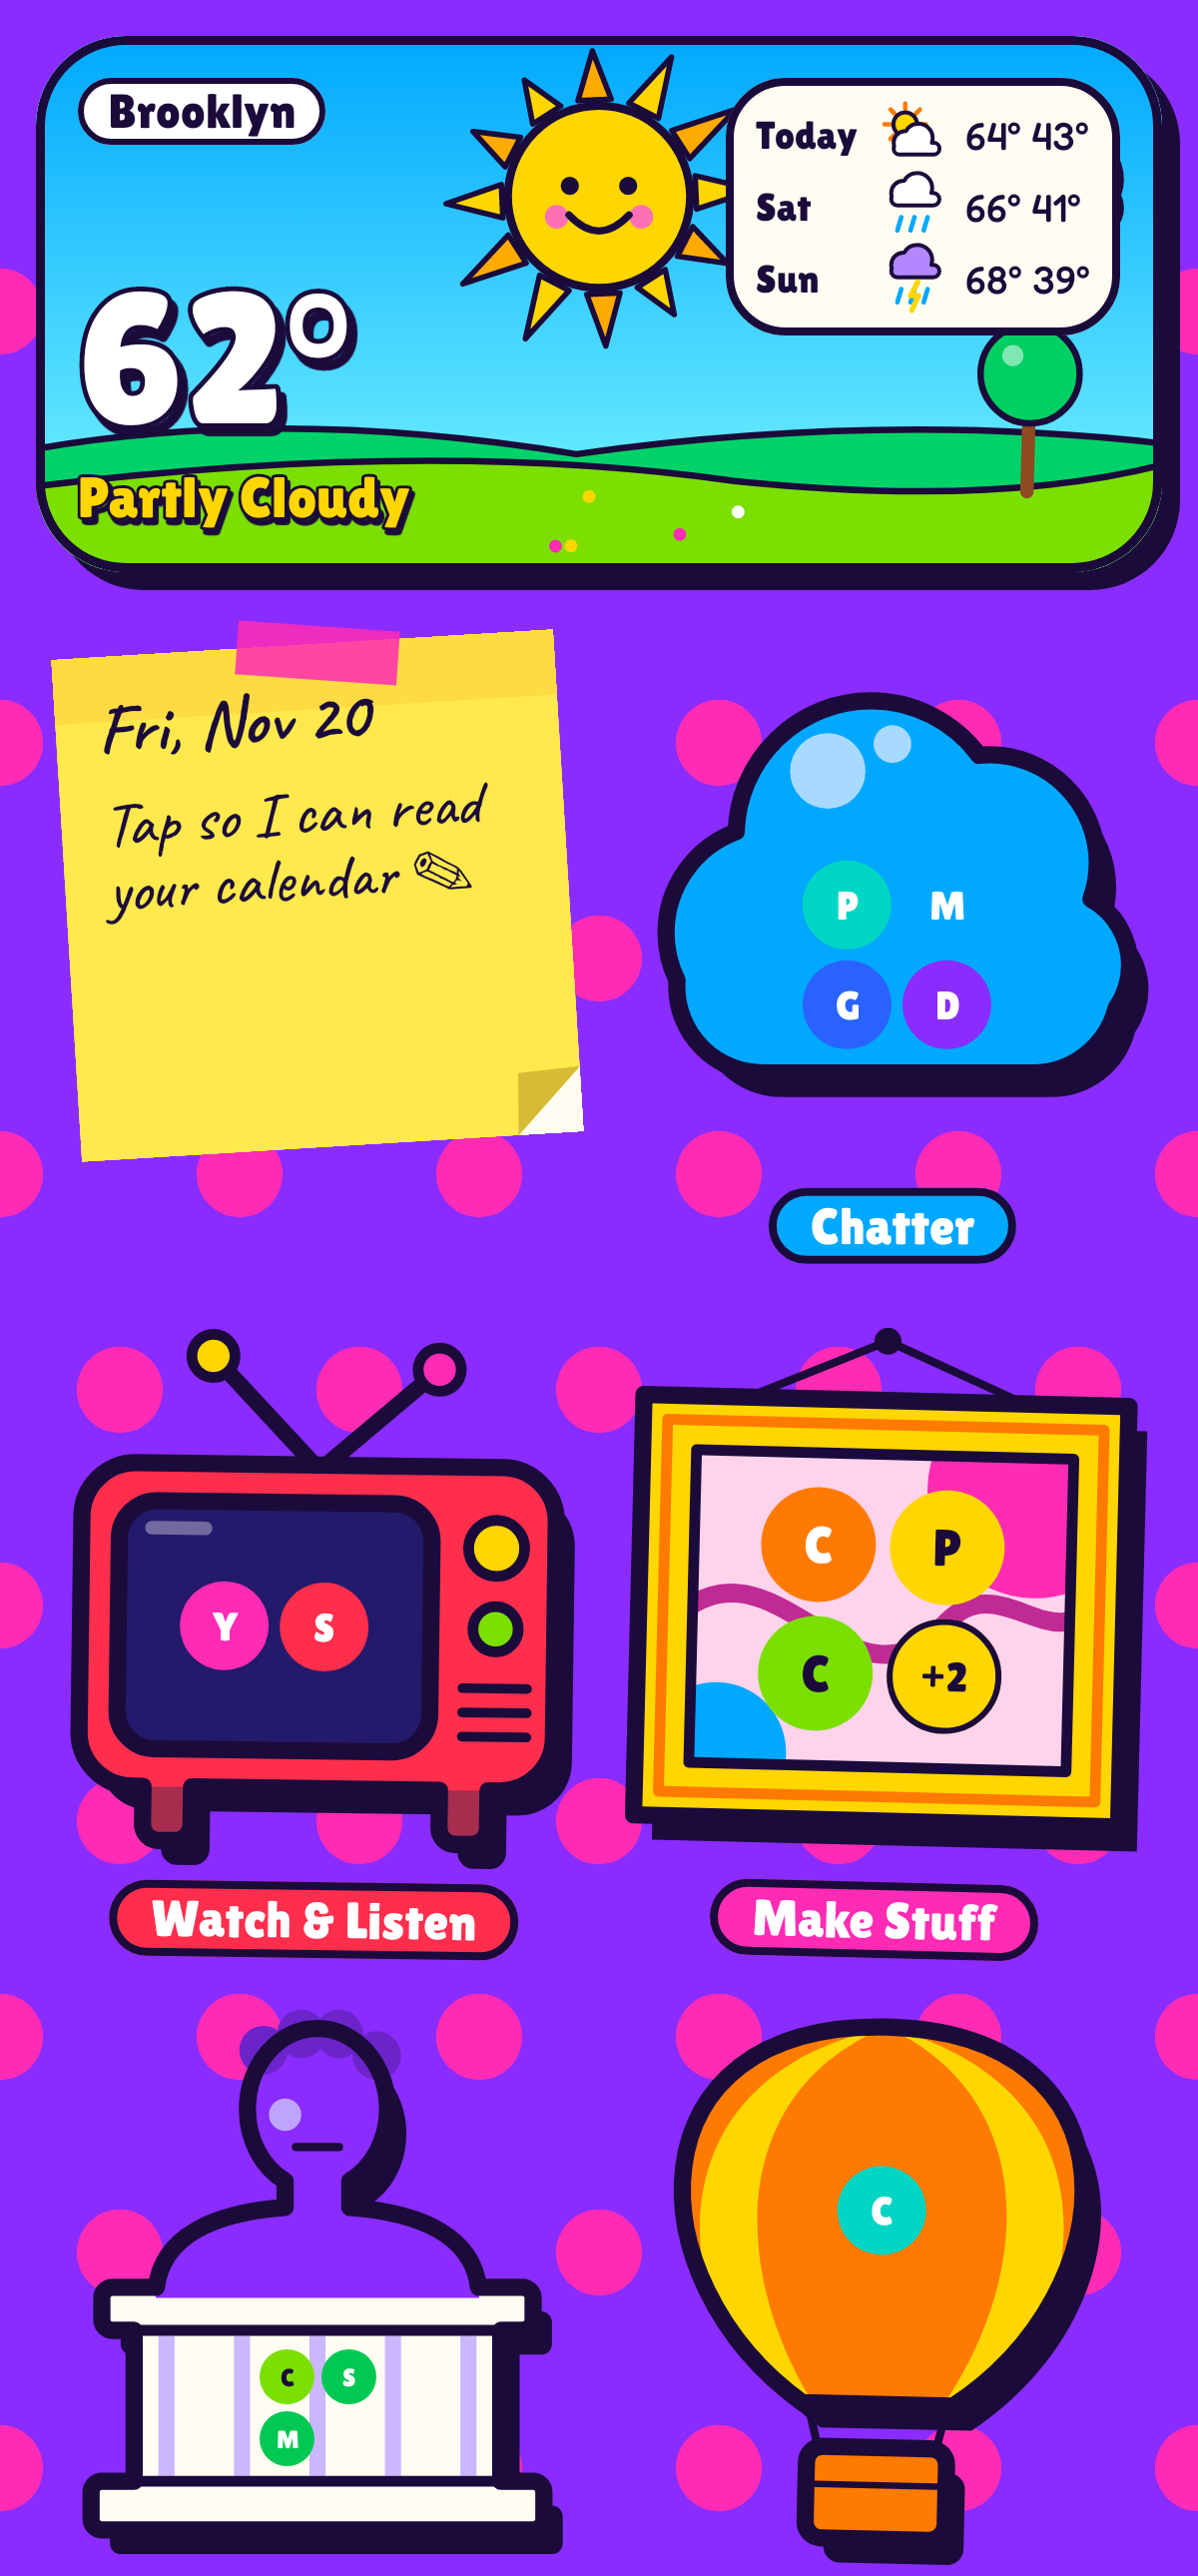 Brooklyn
Today 64° 43°
Sat 66° 41°
Sun 68° 39°
62°
Partly Cloudy
Fri, Nov 20
Tap so I can read
your calendar ✏
P M
G D
Chatter
Y S
C P
C +2
Watch & Listen
Make Stuff
C
C S
M